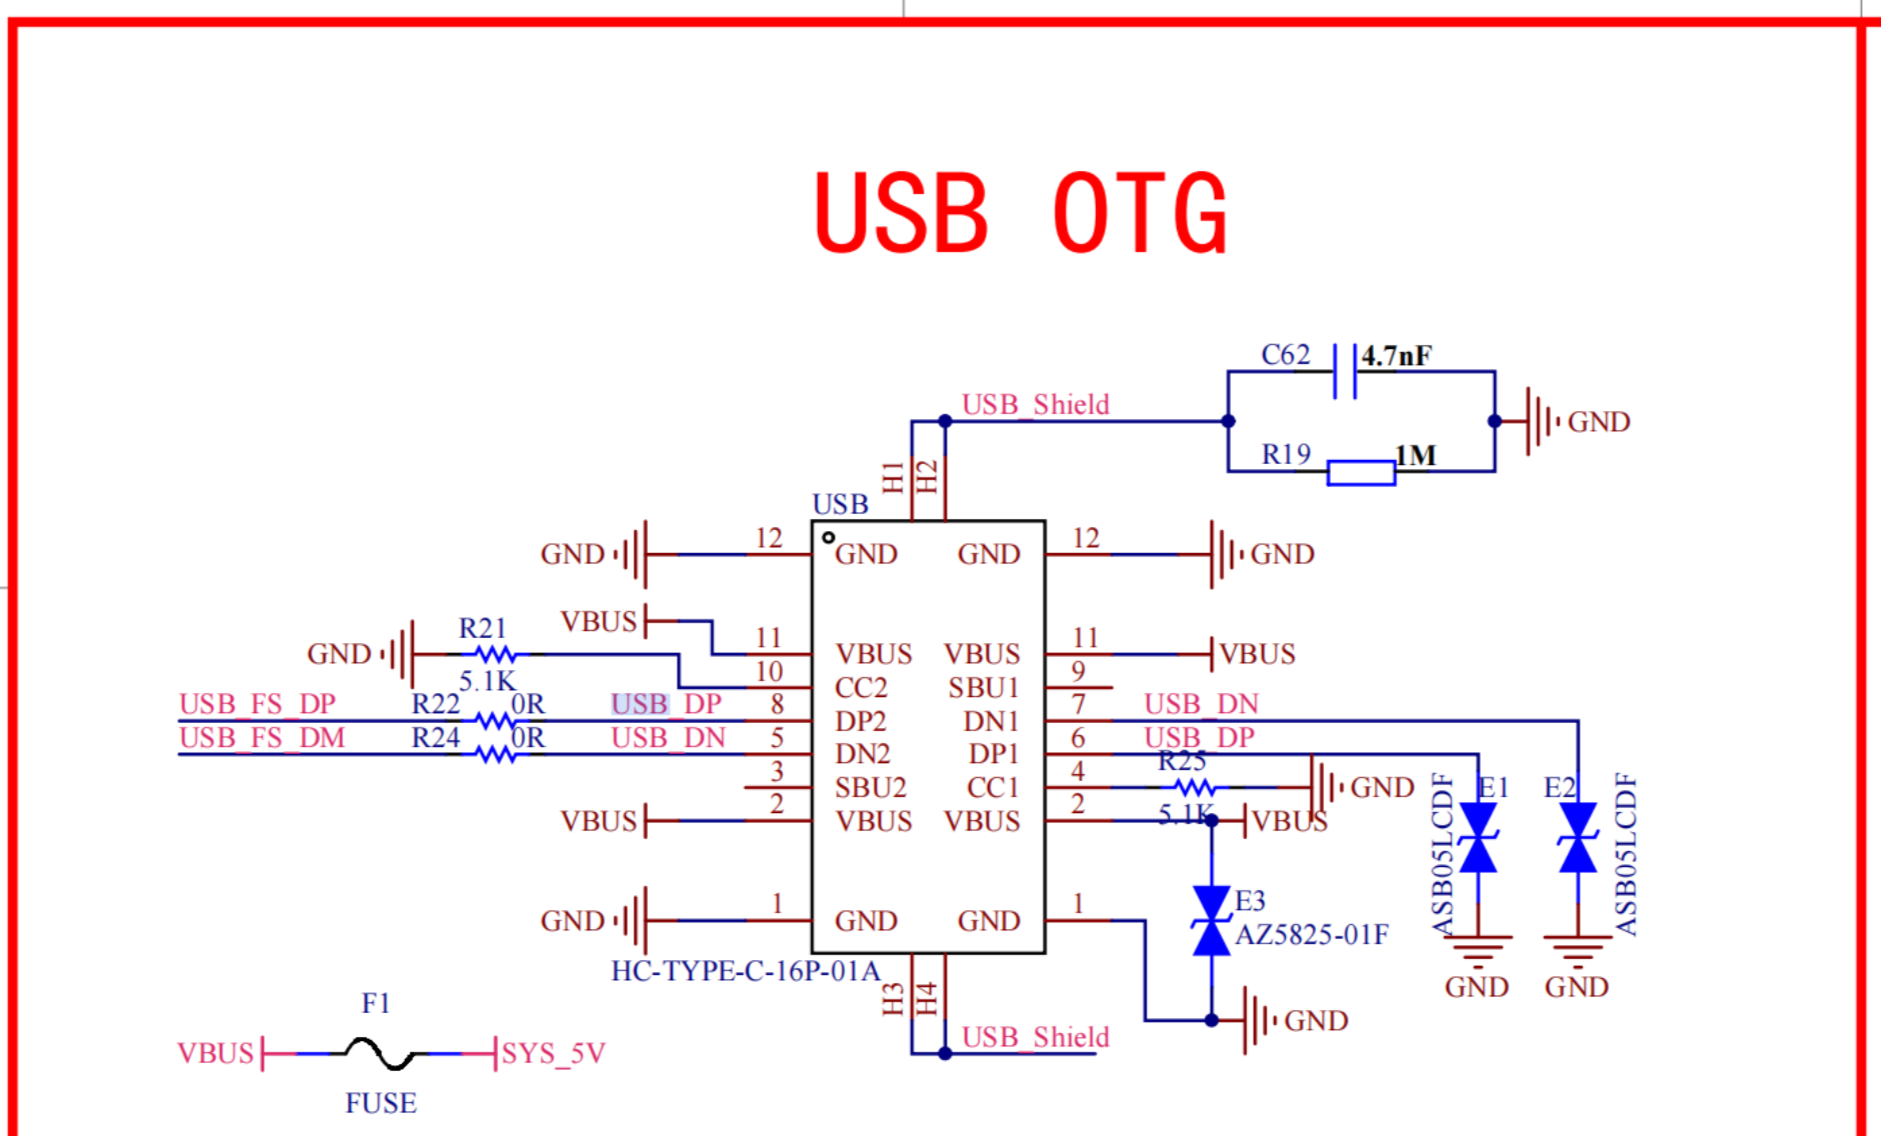 USB OTG
C62 4.7nF
USB_Shield
GND
R19 1M
H1 H2
USB
GND 12 GND GND 12 GND
VBUS
R21
GND 11 VBUS VBUS 11 VBUS
5.1K 10 CC2 SBU1 9
USB_FS_DP R22 0R USB_DP 8 DP2 DN1 7 USB_DN
USB_FS_DM R24 0R USB_DN 5 DN2 DP1 6 USB_DP
R25
3 SBU2 CC1 4 GND
5.1K
VBUS 2 VBUS VBUS 2 VBUS
E1 E2
ASB05LCDF ASB05LCDF
E3
AZ5825-01F
GND 1 GND GND 1
HC-TYPE-C-16P-01A
GND GND
H3 H4
GND
USB_Shield
F1
VBUS SYS_5V
FUSE